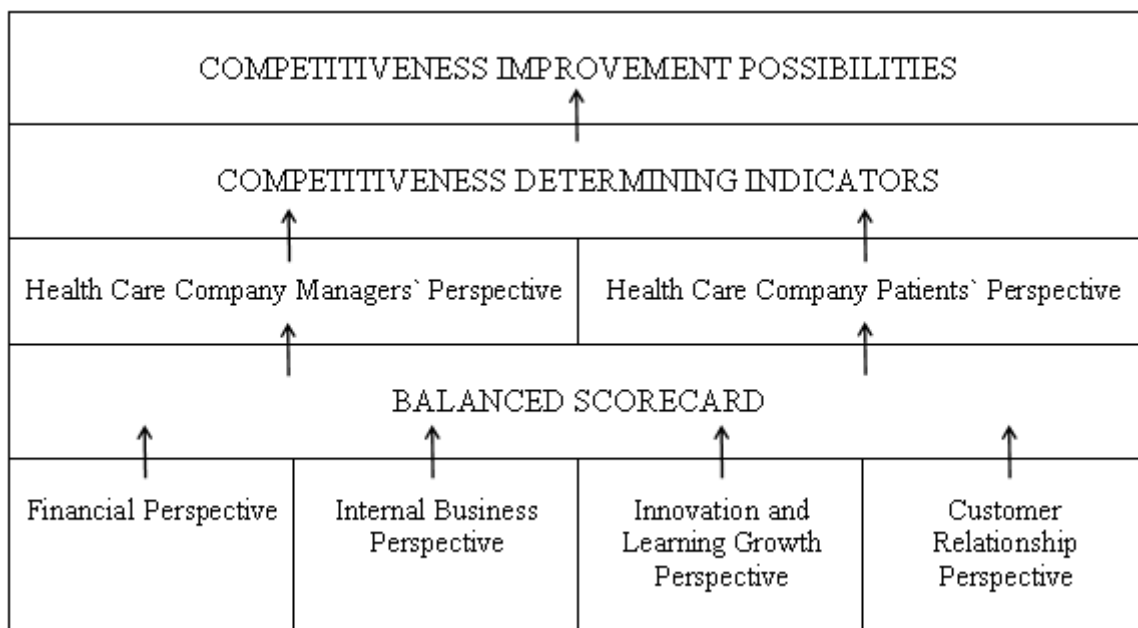 COMPETITIVENESS IMPROVEMENT POSSIBILITIES
COMPETITIVENESS DETERMINING INDICATORS
Health Care Company Managers` Perspective
Health Care Company Patients` Perspective
BALANCED SCORECARD
Financial Perspective
Internal Business
Perspective
Innovation and
Learning Growth
Perspective
Customer
Relationship
Perspective